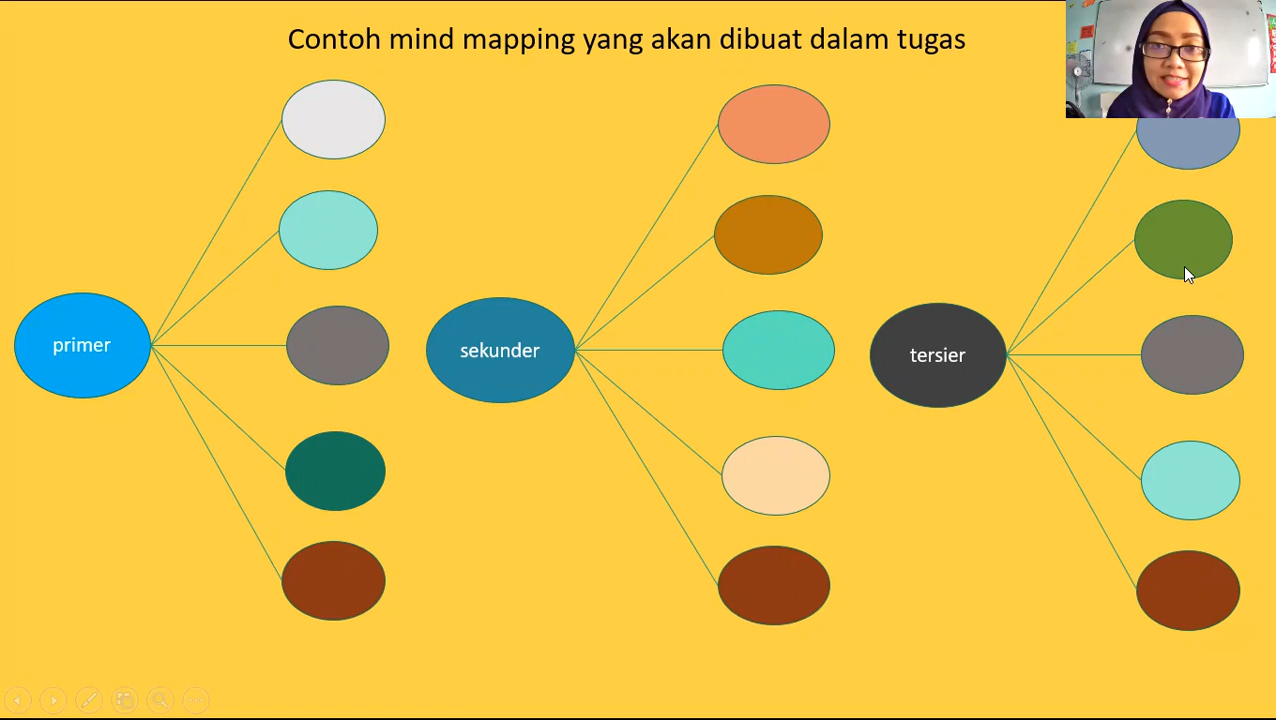 Contoh mind mapping yang akan dibuat dalam tugas
primer
sekunder
tersier